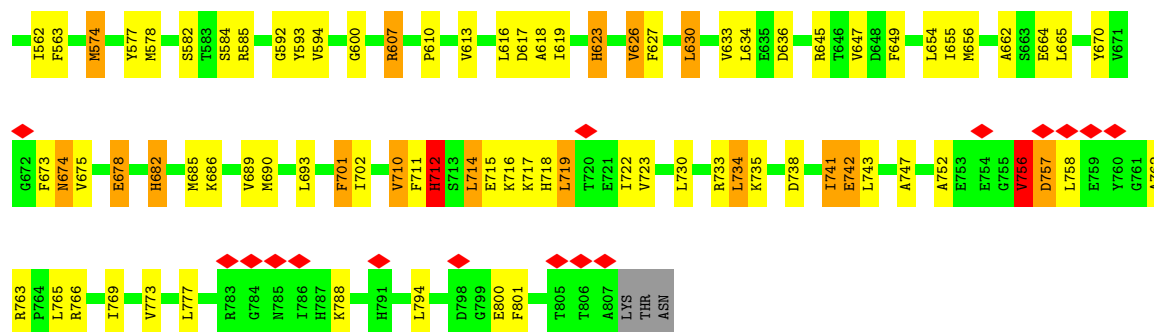 I562 F563 M574 Y577 M578 S582 T583 S584 R585 G592 Y593 V594 G600 R607 P610 V613 L616 D617 A618 I619 H623 V626 F627 L630 V633 L634 E635 D636 R645 T646 V647 D648 F649 L654 I655 M656 A662 S663 E664 L665 Y670 V671
G672 F673 N674 V675 E678 H682 M685 K686 V689 M690 L693 F701 I702 V710 F711 H712 S713 L714 E715 K716 K717 H718 L719 T720 E721 I722 V723 L730 R733 L734 K735 D738 I741 E742 L743 A747 A752 E753 E754 G755 V756 D757 L758 E759 Y760 G761
R763 P764 L765 R766 I769 V773 L777 R783 G784 N785 I786 H787 K788 H791 L794 D798 G799 E800 F801 T805 T806 A807 LYS THR ASN